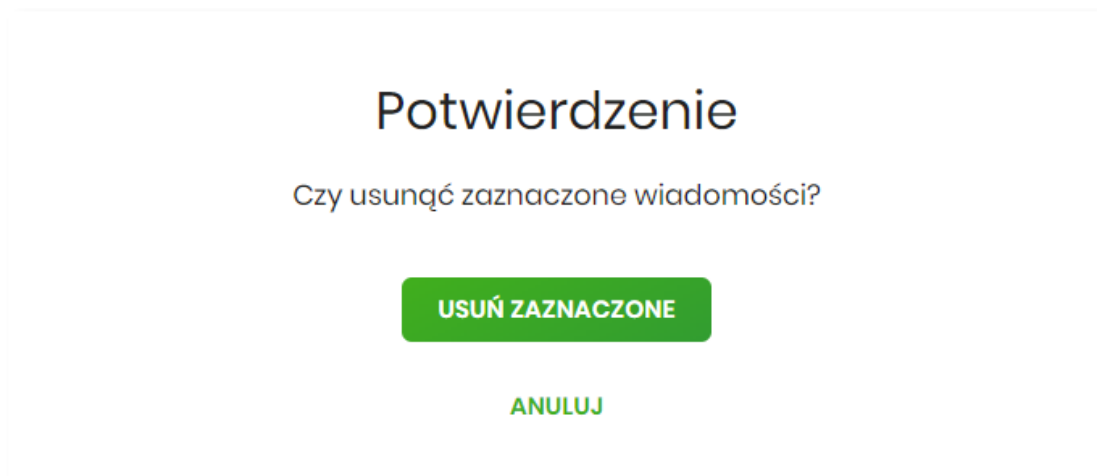 Potwierdzenie
Czy usunąć zaznaczone wiadomości?
USUŃ ZAZNACZONE
ANULUJ